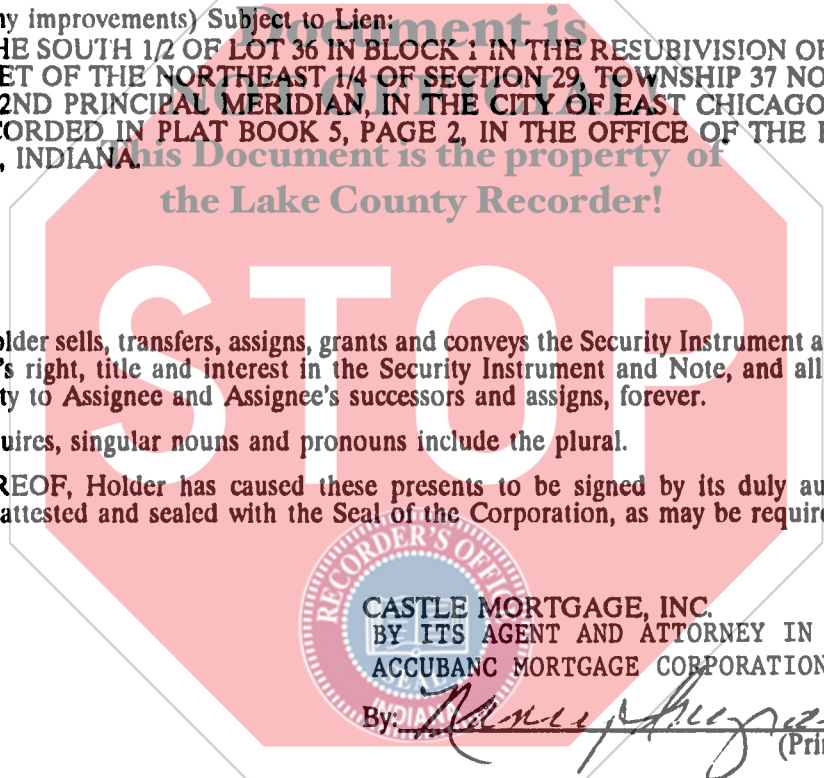 ny improvements) Subject to Lien:
Document is
HE SOUTH 1/2 OF LOT 36 IN BLOCK 1 IN THE RESUBIVISION OF
ET OF THE NORTHEAST 1/4 OF SECTION 29, TOWNSHIP 37 NO
NOT OFFICIAL!
2ND PRINCIPAL MERIDIAN, IN THE CITY OF EAST CHICAGO
CORDED IN PLAT BOOK 5, PAGE 2, IN THE OFFICE OF THE
, INDIANA.
This Document is the property of
the Lake County Recorder!
STOP
older sells, transfers, assigns, grants and conveys the Security Instrument a
's right, title and interest in the Security Instrument and Note, and all
ty to Assignee and Assignee's successors and assigns, forever.
uires, singular nouns and pronouns include the plural.
REOF, Holder has caused these presents to be signed by its duly au
attested and sealed with the Seal of the Corporation, as may be require
RECORDER'S OFFICE
SEAL
INDIANA
CASTLE MORTGAGE, INC.
BY ITS AGENT AND ATTORNEY IN
ACCUBANC MORTGAGE CORPORATION
By:
(Prin